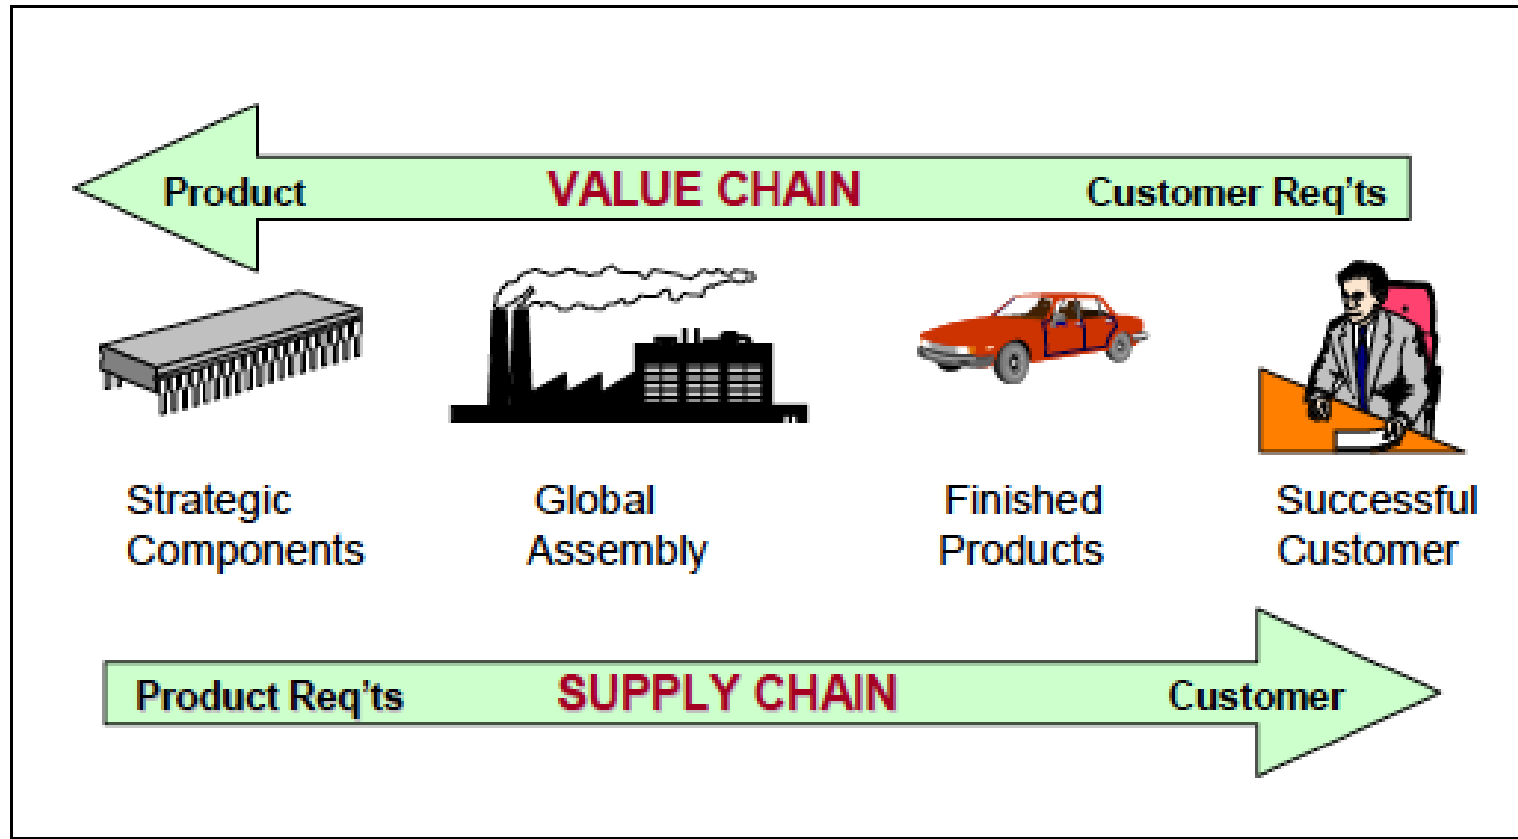 Product VALUE CHAIN Customer Req'ts
Strategic
Components
Global
Assembly
Finished
Products
Successful
Customer
Product Req'ts SUPPLY CHAIN Customer